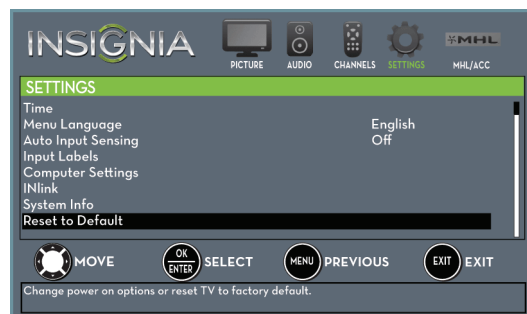 INSIGNIA
PICTURE AUDIO CHANNELS SETTINGS MHL MHL/ACC
SETTINGS
Time
Menu Language English
Auto Input Sensing Off
Input Labels
Computer Settings
INlink
System Info
Reset to Default
MOVE OK ENTER SELECT MENU PREVIOUS EXIT EXIT
Change power on options or reset TV to factory default.